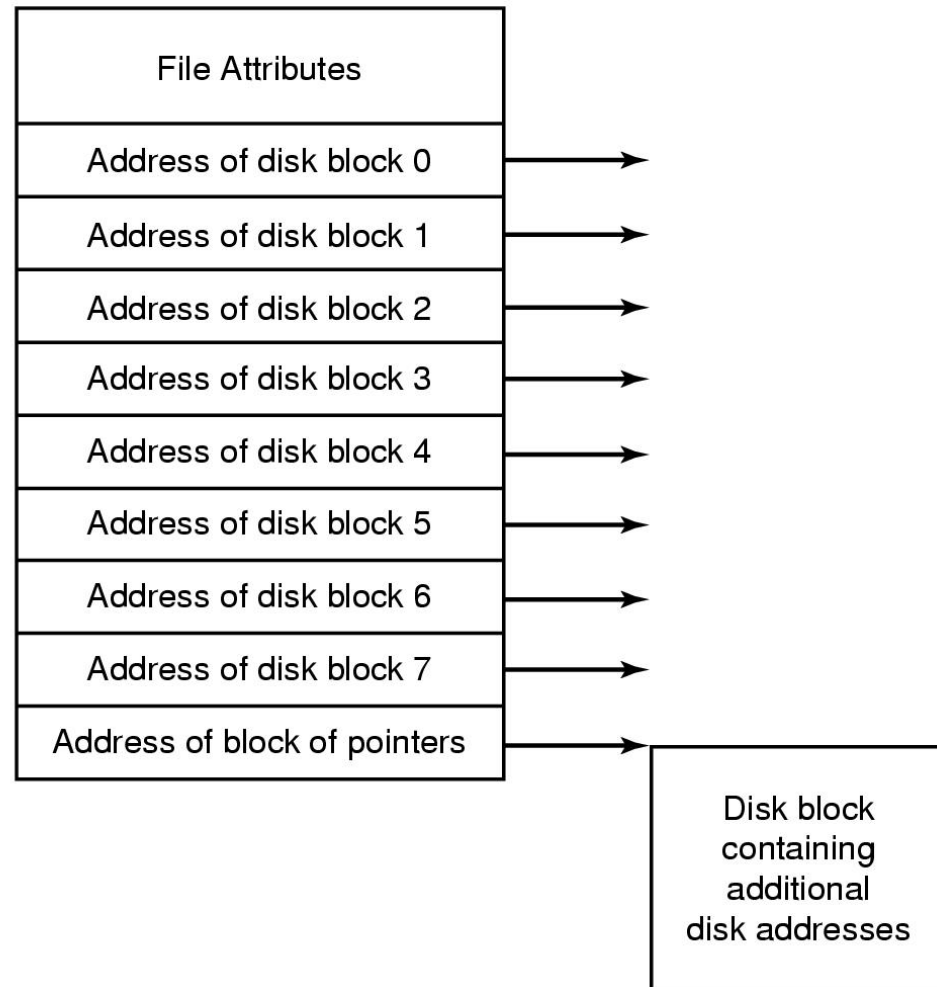 File Attributes
Address of disk block 0
Address of disk block 1
Address of disk block 2
Address of disk block 3
Address of disk block 4
Address of disk block 5
Address of disk block 6
Address of disk block 7
Address of block of pointers
Disk block
containing
additional
disk addresses